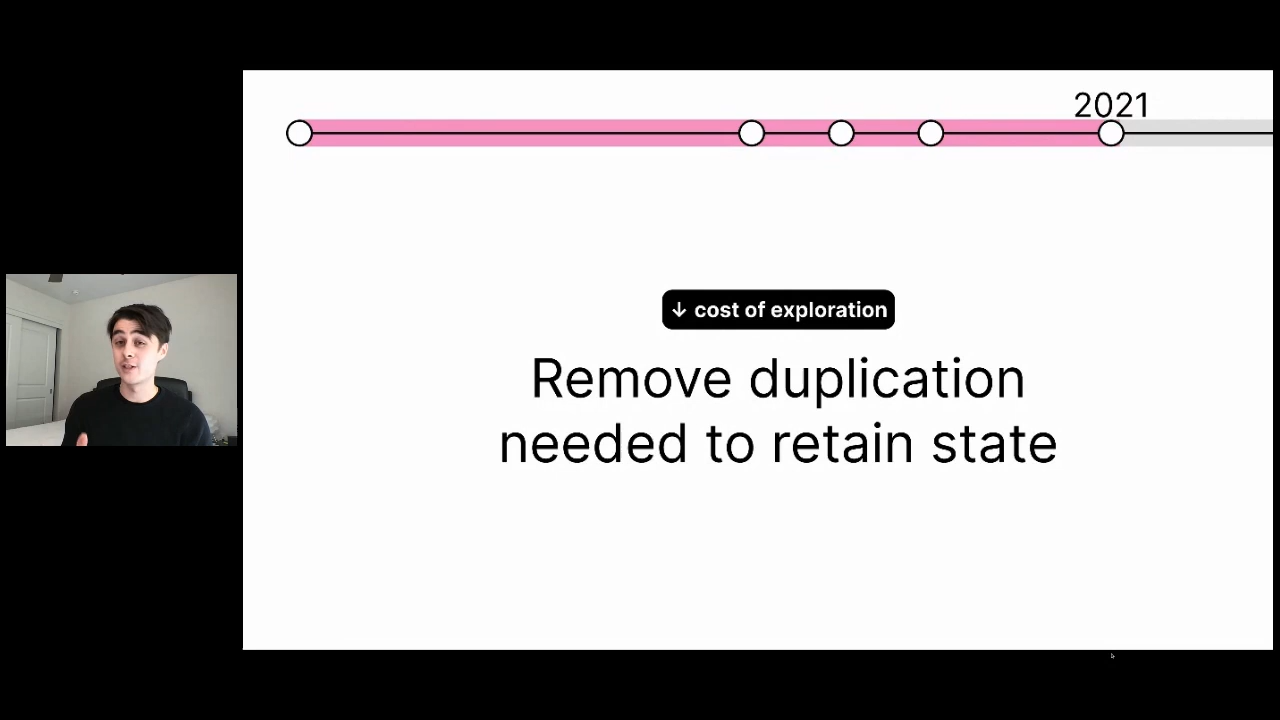 2021
↓ cost of exploration
Remove duplication
needed to retain state